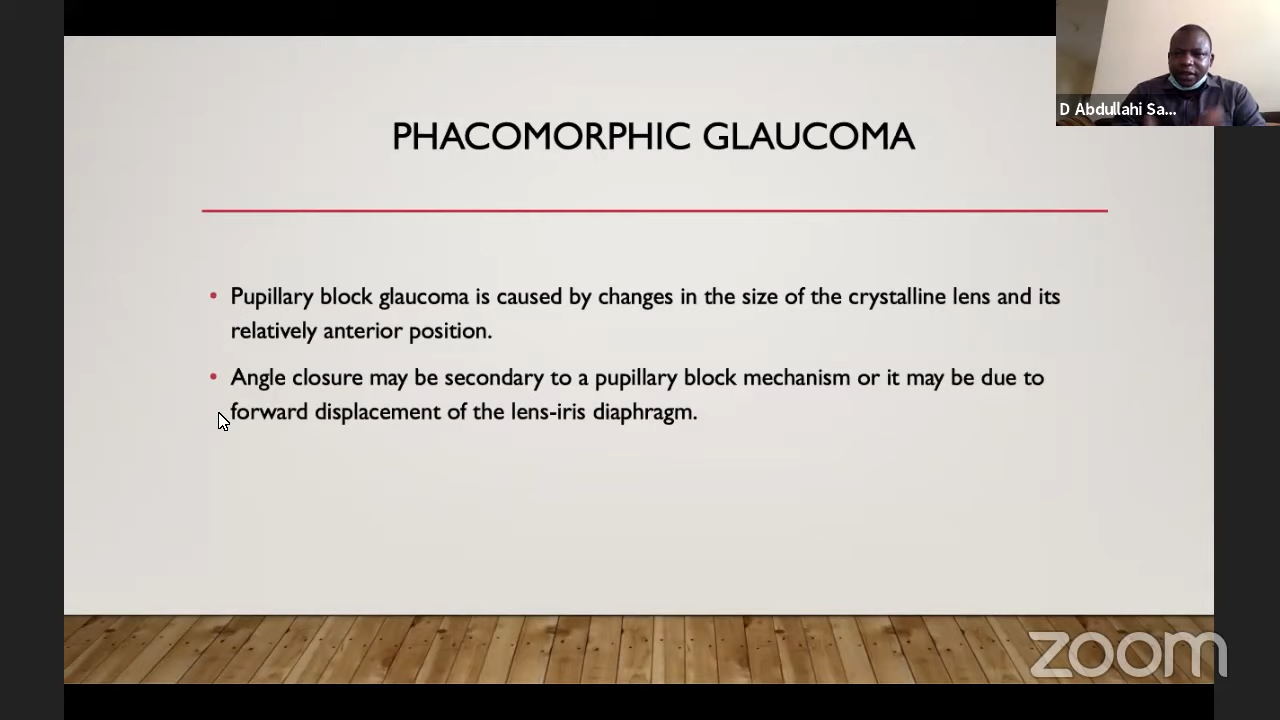 PHACOMORPHIC GLAUCOMA
D Abdullahi Sa...
• Pupillary block glaucoma is caused by changes in the size of the crystalline lens and its
relatively anterior position.
• Angle closure may be secondary to a pupillary block mechanism or it may be due to
forward displacement of the lens-iris diaphragm.
zoom